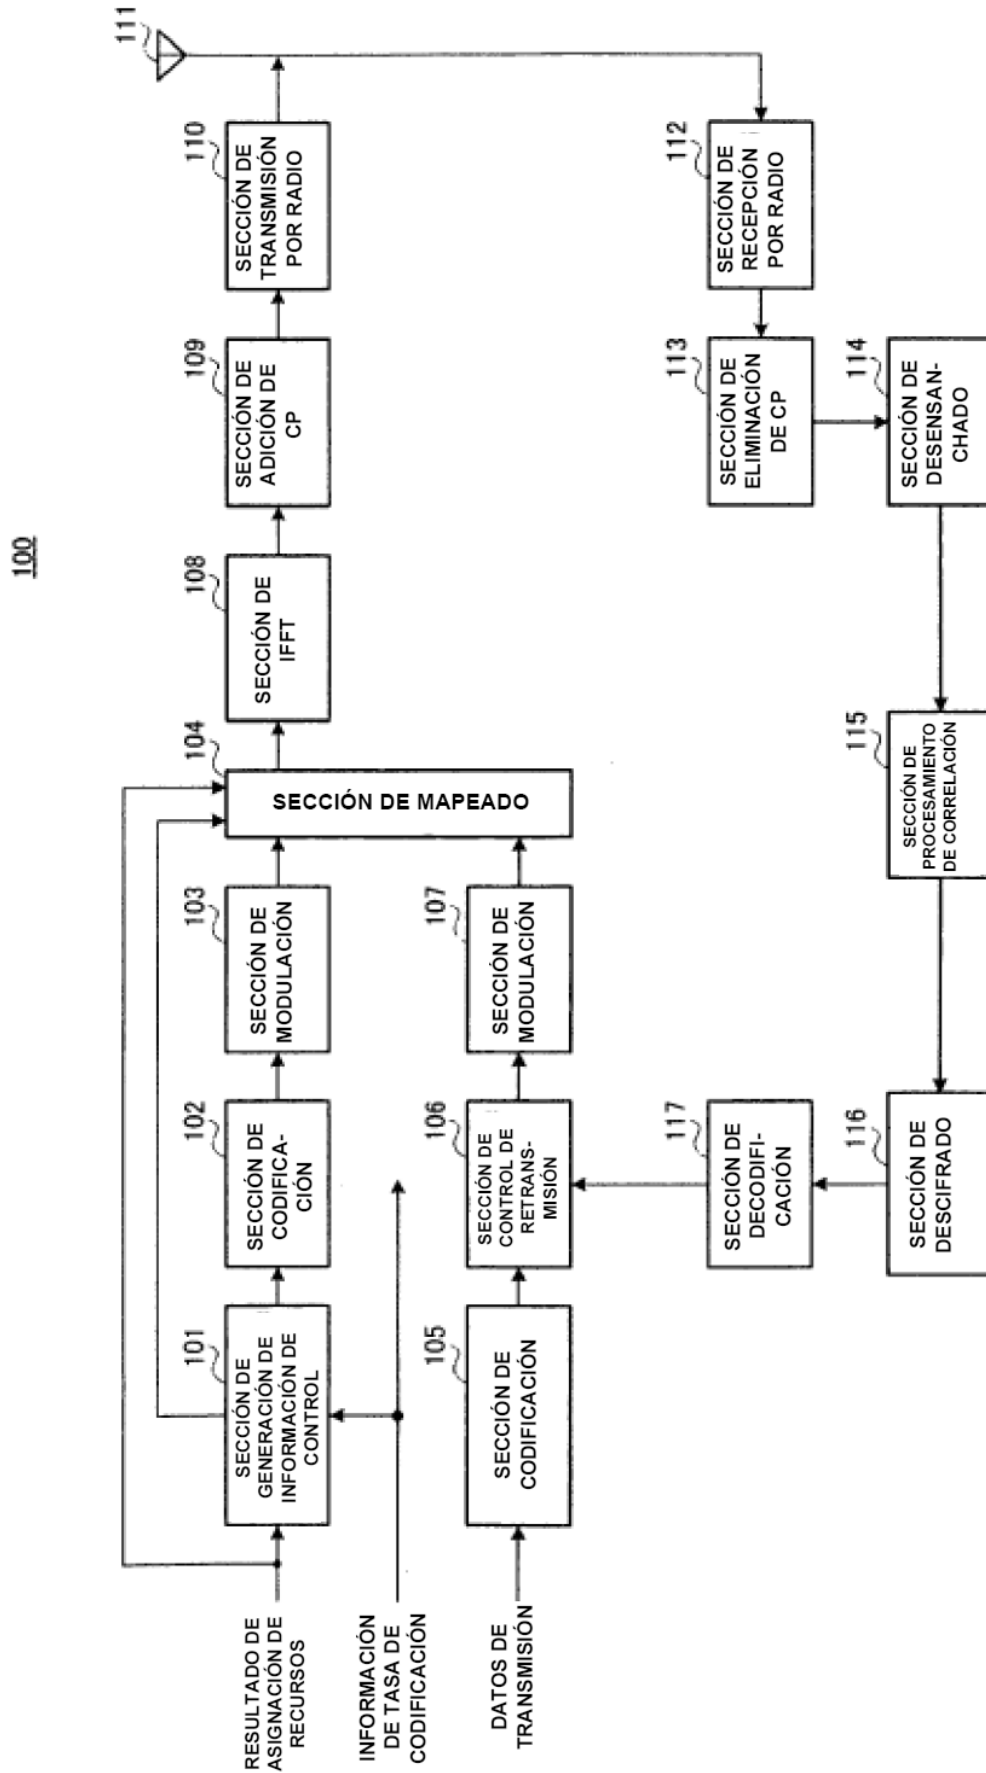 100
RESULTADO DE
ASIGNACIÓN DE
RECURSOS
101
SECCIÓN DE
GENERACIÓN DE
INFORMACIÓN DE
CONTROL
102
SECCIÓN DE
CODIFICA-
CIÓN
103
SECCIÓN DE
MODULACIÓN
104
SECCIÓN DE MAPEADO
108
SECCIÓN DE
IFFT
109
SECCIÓN DE
ADICIÓN DE
CP
110
SECCIÓN DE
TRANSMISIÓN
POR RADIO
111
INFORMACIÓN
DE TASA DE
CODIFICACIÓN
DATOS DE
TRANSMISIÓN
105
SECCIÓN DE
CODIFICACIÓN
106
SECCIÓN DE
CONTROL DE
RETRANS-
MISIÓN
107
SECCIÓN DE
MODULACIÓN
112
SECCIÓN DE
RECEPCIÓN
POR RADIO
113
SECCIÓN DE
ELIMINACIÓN
DE CP
114
SECCIÓN DE
DESENSAN-
CHADO
115
SECCIÓN DE
PROCESAMIENTO
DE CORRELACIÓN
116
SECCIÓN DE
DESCIFRADO
117
SECCIÓN DE
DECODIFI-
CACIÓN